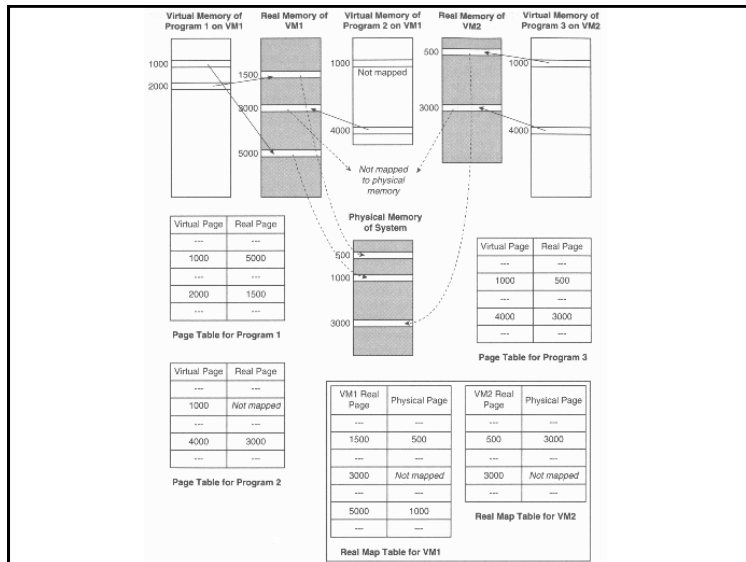 Virtual Memory of
Program 1 on VM1
Real Memory of
VM1
Virtual Memory of
Program 2 on VM1
Real Memory of
VM2
Virtual Memory of
Program 3 on VM2
1000
2000
1500
3000
5000
1000
Not mapped
4000
500
3000
1000
4000
Not mapped
to physical
memory
Physical Memory
of System
500
1000
3000
Virtual Page Real Page
--- ---
1000 5000
--- ---
2000 1500
--- ---
Page Table for Program 1
Virtual Page Real Page
--- ---
1000 500
--- ---
4000 3000
--- ---
Page Table for Program 3
Virtual Page Real Page
--- ---
1000 Not mapped
--- ---
4000 3000
--- ---
Page Table for Program 2
VM1 Real
Page Physical Page
--- ---
1500 500
--- ---
3000 Not mapped
--- ---
5000 1000
--- ---
Real Map Table for VM1
VM2 Real
Page Physical Page
--- ---
500 3000
--- ---
3000 Not mapped
--- ---
Real Map Table for VM2